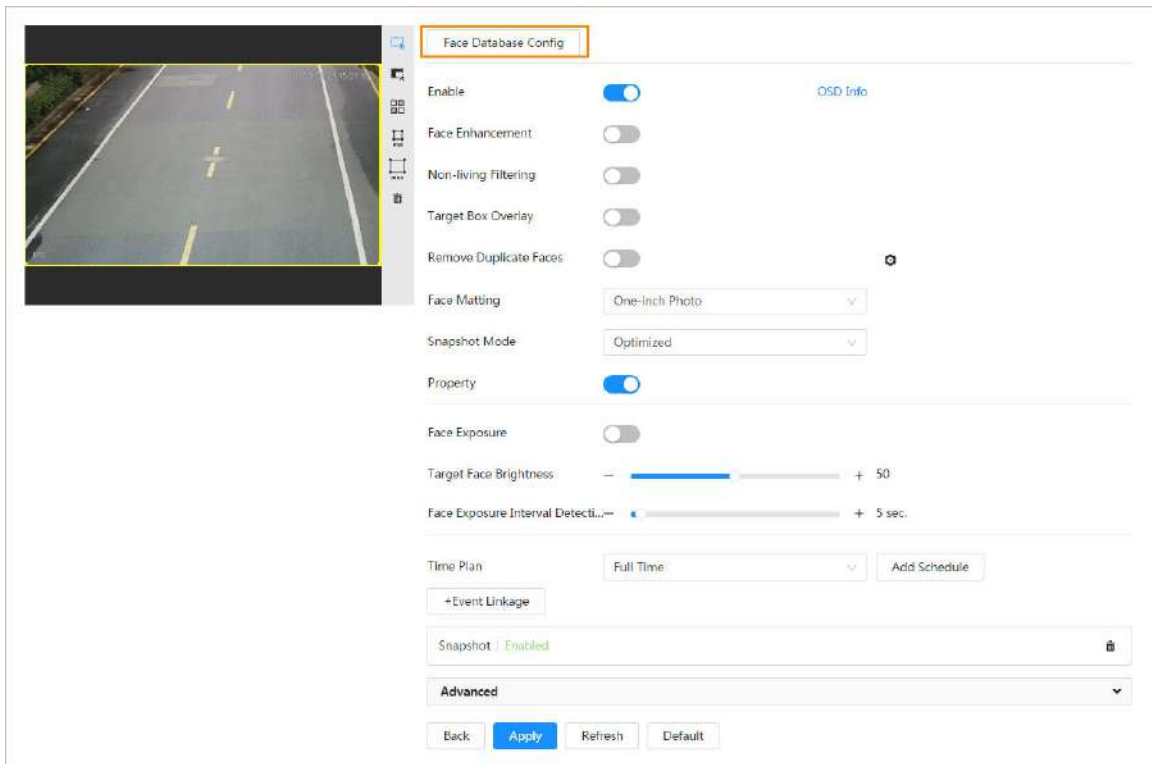 Face Database Config
Enable
OSD Info
Face Enhancement
Non-living Filtering
Target Box Overlay
Remove Duplicate Faces
Face Matting One-inch Photo
Snapshot Mode Optimized
Property
Face Exposure
Target Face Brightness − + 50
Face Exposure Interval Detecti...− + 5 sec.
Time Plan Full Time Add Schedule
+Event Linkage
Snapshot | Enabled
Advanced
Back Apply Refresh Default